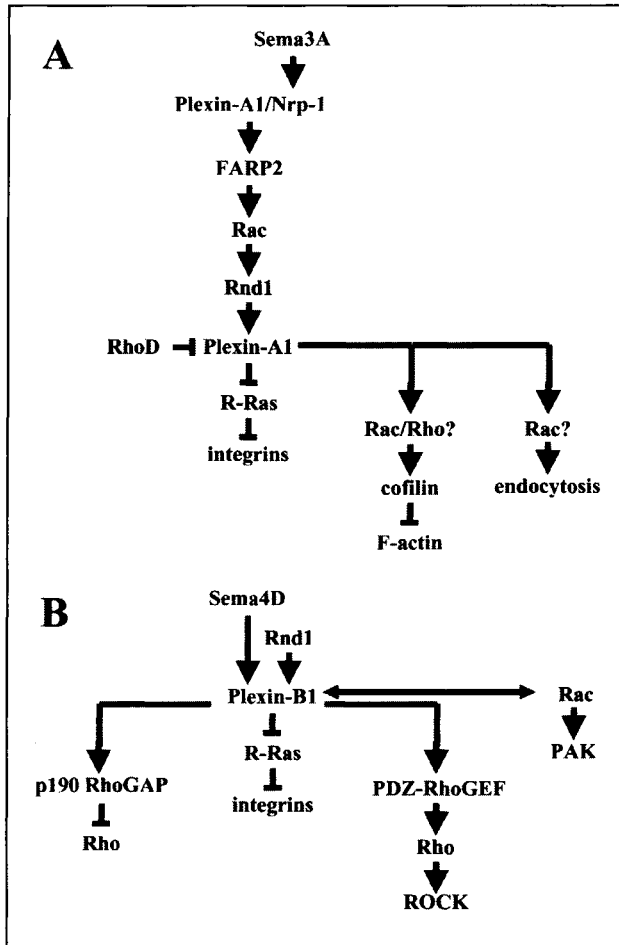 A
Sema3A
Plexin-A1/Nrp-1
FARP2
Rac
Rnd1
RhoD Plexin-A1
R-Ras
Rac/Rho? Rac?
integrins
cofilin endocytosis
F-actin
B
Sema4D
Rnd1
Plexin-B1 Rac
R-Ras PAK
p190 RhoGAP PDZ-RhoGEF
integrins
Rho Rho
ROCK